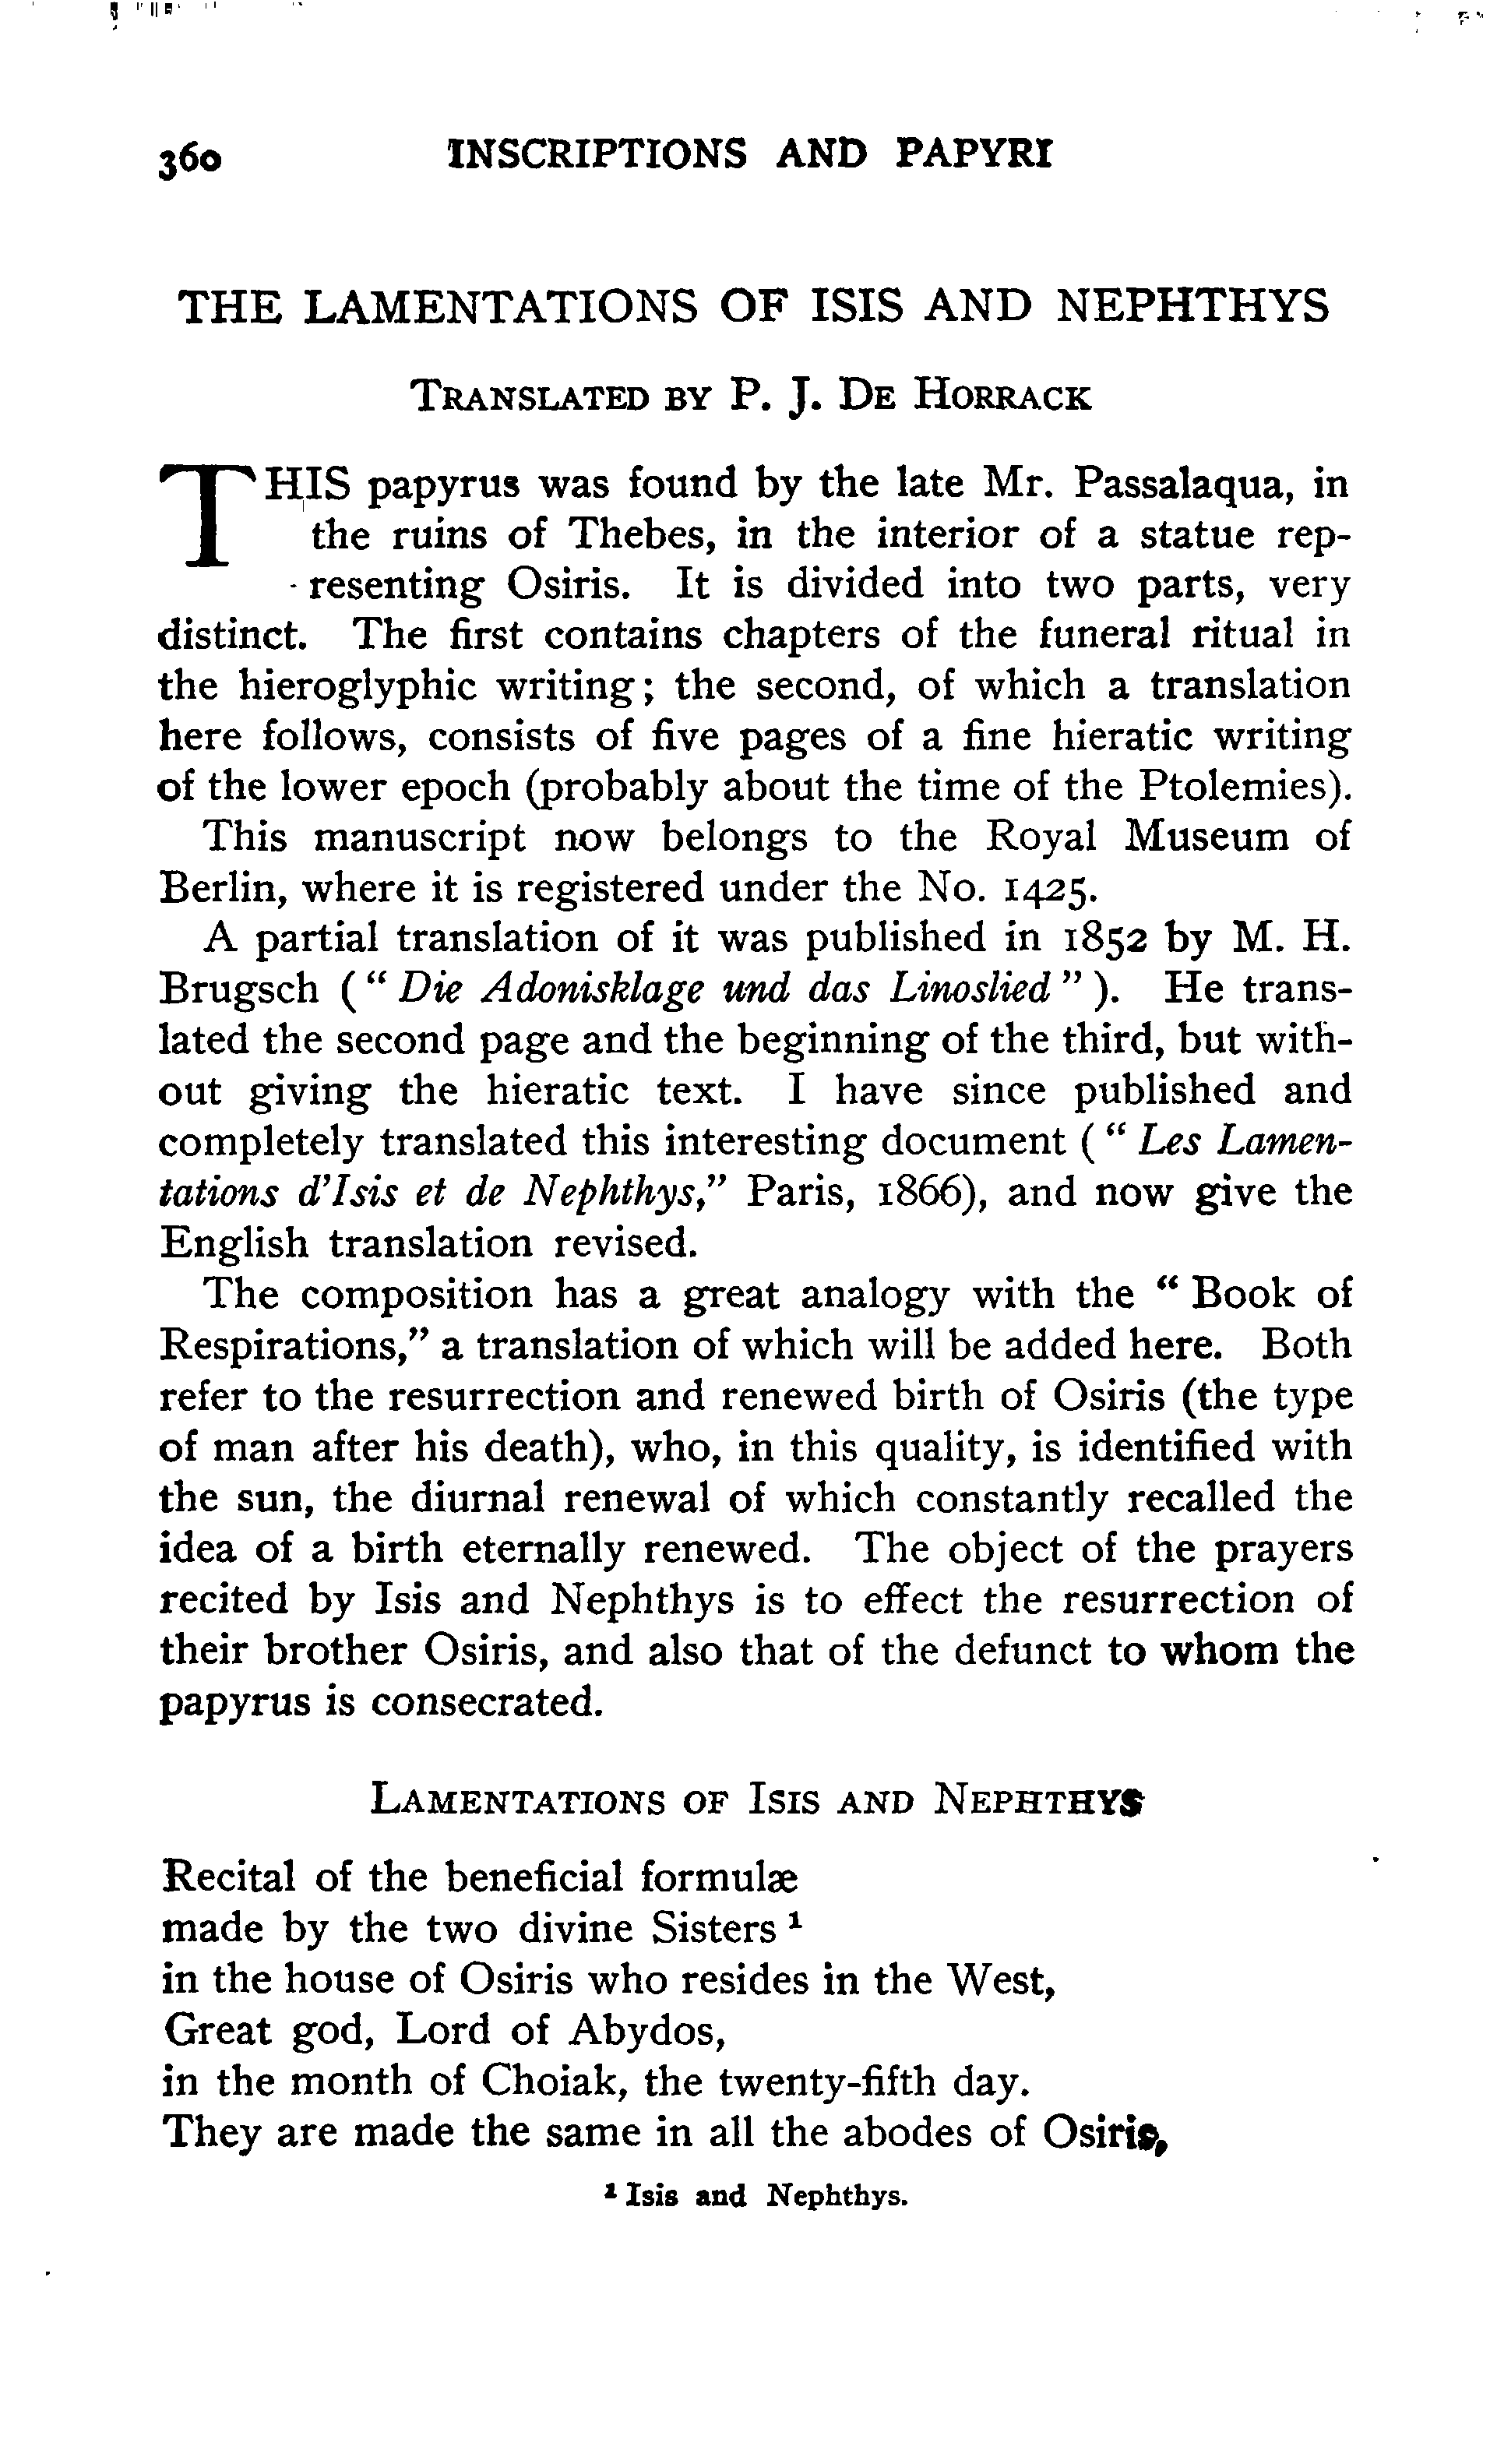 360 INSCRIPTIONS AND PAPYRI
THE LAMENTATIONS OF ISIS AND NEPHTHYS
TRANSLATED BY P. J. DE HORRACK
THIS papyrus was found by the late Mr. Passalaqua, in
the ruins of Thebes, in the interior of a statue rep-
resenting Osiris. It is divided into two parts, very
distinct. The first contains chapters of the funeral ritual in
the hieroglyphic writing; the second, of which a translation
here follows, consists of five pages of a fine hieratic writing
of the lower epoch (probably about the time of the Ptolemies).
This manuscript now belongs to the Royal Museum of
Berlin, where it is registered under the No. 1425.
A partial translation of it was published in 1852 by M. H.
Brugsch (“ Die Adonisklage und das Linoslied ”). He trans-
lated the second page and the beginning of the third, but with-
out giving the hieratic text. I have since published and
completely translated this interesting document (“ Les Lamen-
tations d'Isis et de Nephthys,” Paris, 1866), and now give the
English translation revised.
The composition has a great analogy with the “ Book of
Respirations,” a translation of which will be added here. Both
refer to the resurrection and renewed birth of Osiris (the type
of man after his death), who, in this quality, is identified with
the sun, the diurnal renewal of which constantly recalled the
idea of a birth eternally renewed. The object of the prayers
recited by Isis and Nephthys is to effect the resurrection of
their brother Osiris, and also that of the defunct to whom the
papyrus is consecrated.
LAMENTATIONS OF ISIS AND NEPHTHYS
Recital of the beneficial formulæ
made by the two divine Sisters ¹
in the house of Osiris who resides in the West,
Great god, Lord of Abydos,
in the month of Choiak, the twenty-fifth day.
They are made the same in all the abodes of Osiris,
¹ Isis and Nephthys.